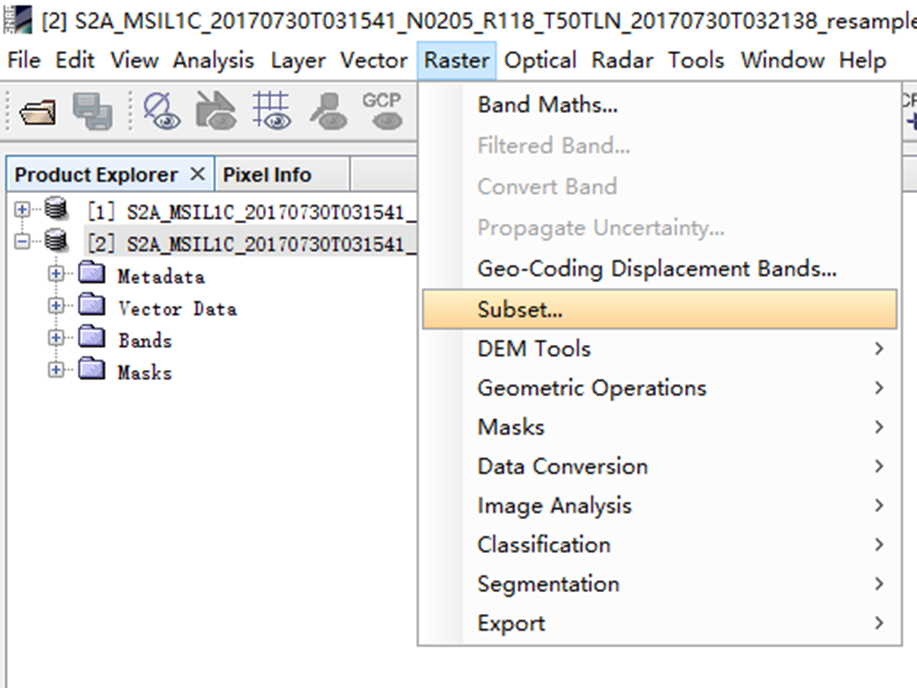 [2] S2A_MSIL1C_20170730T031541_N0205_R118_T50TLN_20170730T032138_resample
File Edit View Analysis Layer Vector Raster Optical Radar Tools Window Help
GCP
Product Explorer Pixel Info
[1] S2A_MSIL1C_20170730T031541_
[2] S2A_MSIL1C_20170730T031541_
Metadata
Vector Data
Bands
Masks
Band Maths...
Filtered Band...
Convert Band
Propagate Uncertainty...
Geo-Coding Displacement Bands...
Subset...
DEM Tools
Geometric Operations
Masks
Data Conversion
Image Analysis
Classification
Segmentation
Export